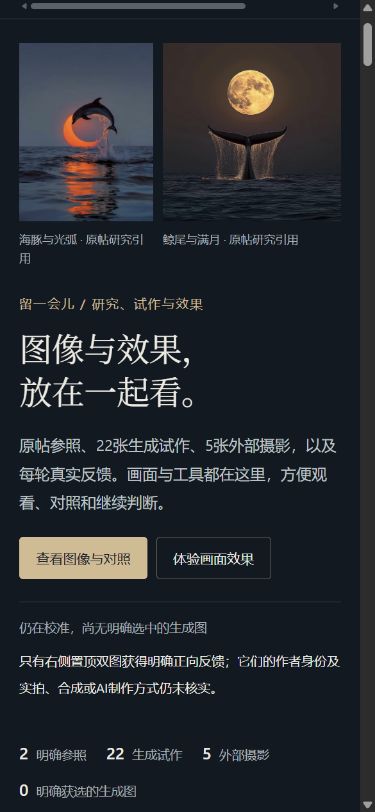 海豚与光弧 · 原帖研究引
用
鲸尾与满月 · 原帖研究引用
留一会儿 / 研究、试作与效果
图像与效果，
放在一起看。
原帖参照、22张生成试作、5张外部摄影，以及
每轮真实反馈。画面与工具都在这里，方便观
看、对照和继续判断。
查看图像与对照
体验画面效果
仍在校准，尚无明确选中的生成图
只有右侧置顶双图获得明确正向反馈；它们的作者身份及
实拍、合成或AI制作方式仍未核实。
2 明确参照 22 生成试作 5 外部摄影
0 明确获选的生成图